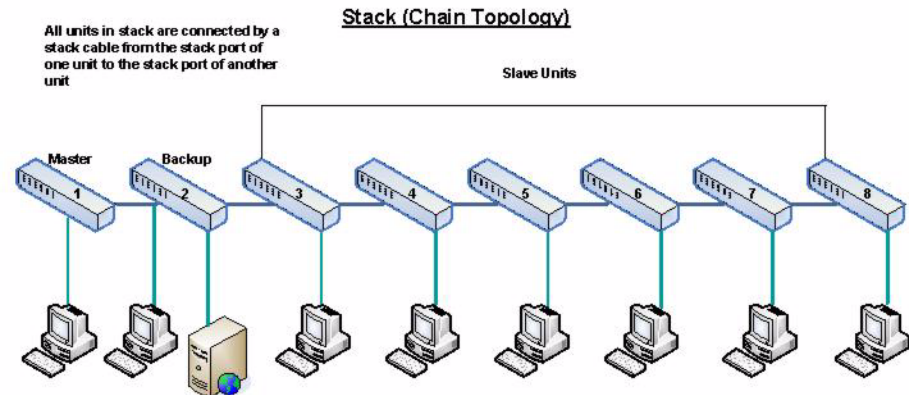 Stack (Chain Topology)
All units in stack are connected by a
stack cable from the stack port of
one unit to the stack port of another
unit
Slave Units
Master
Backup
1
2
3
4
5
6
7
8